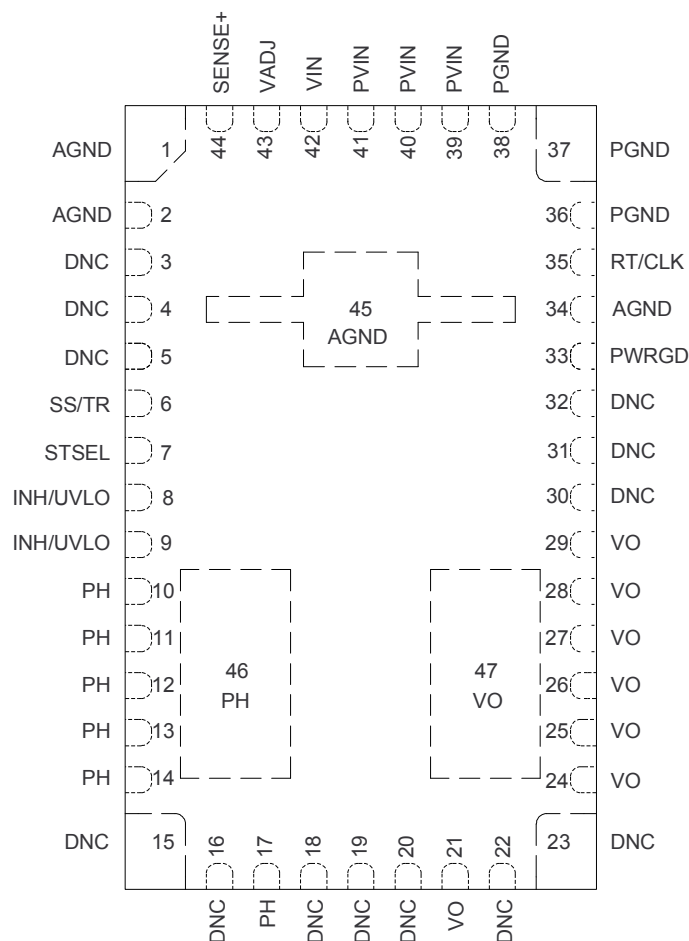 SENSE+ VADJ VIN PVIN PVIN PVIN PGND
44 43 42 41 40 39 38
AGND 1 37 PGND
AGND 2 36 PGND
DNC 3 35 RT/CLK
DNC 4 34 AGND
45
AGND
DNC 5 33 PWRGD
SS/TR 6 32 DNC
STSEL 7 31 DNC
INH/UVLO 8 30 DNC
INH/UVLO 9 29 VO
PH 10 28 VO
PH 11 27 VO
46 47
PH 12 26 VO
PH VO
PH 13 25 VO
PH 14 24 VO
DNC 15 23 DNC
16 17 18 19 20 21 22
DNC PH DNC DNC DNC VO DNC